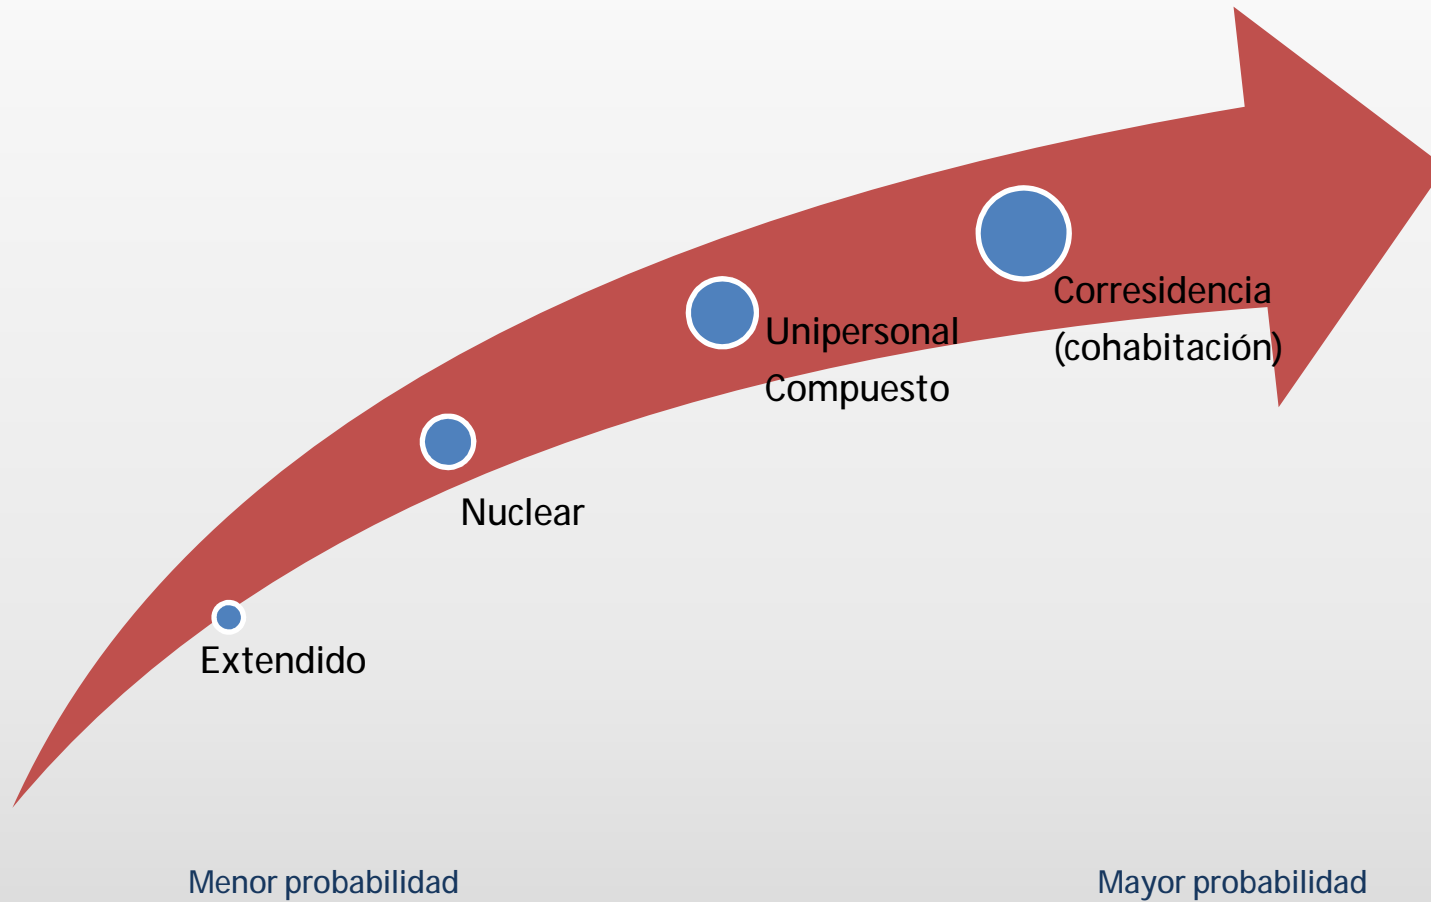 Corresidencia
(cohabitación)
Unipersonal
Compuesto
Nuclear
Extendido
Menor probabilidad
Mayor probabilidad